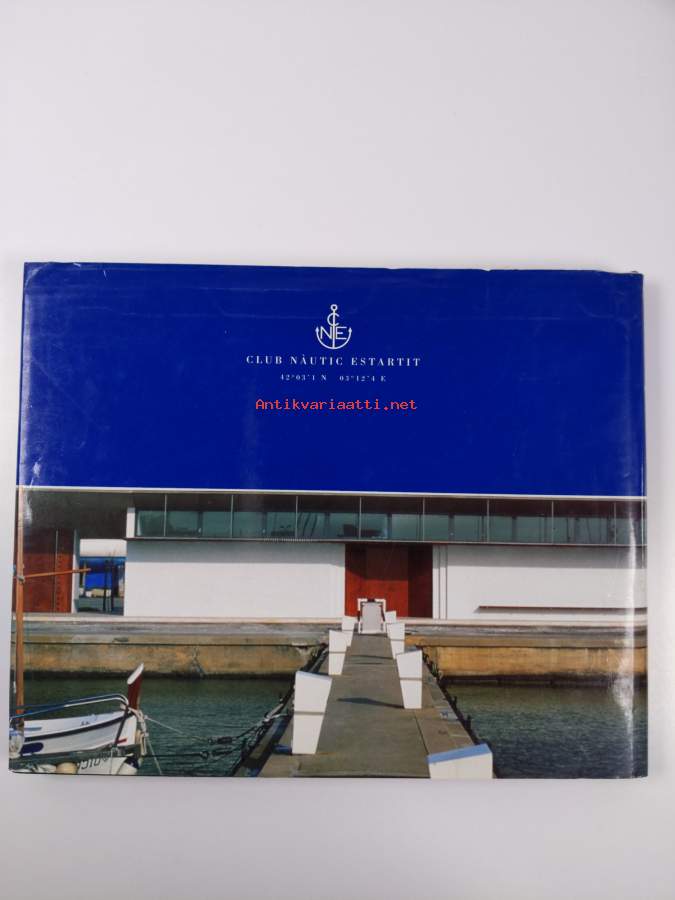 CNE
CLUB NÀUTIC ESTARTIT
42°03'1 N 03°12'4 E
Antikvariaatti.net